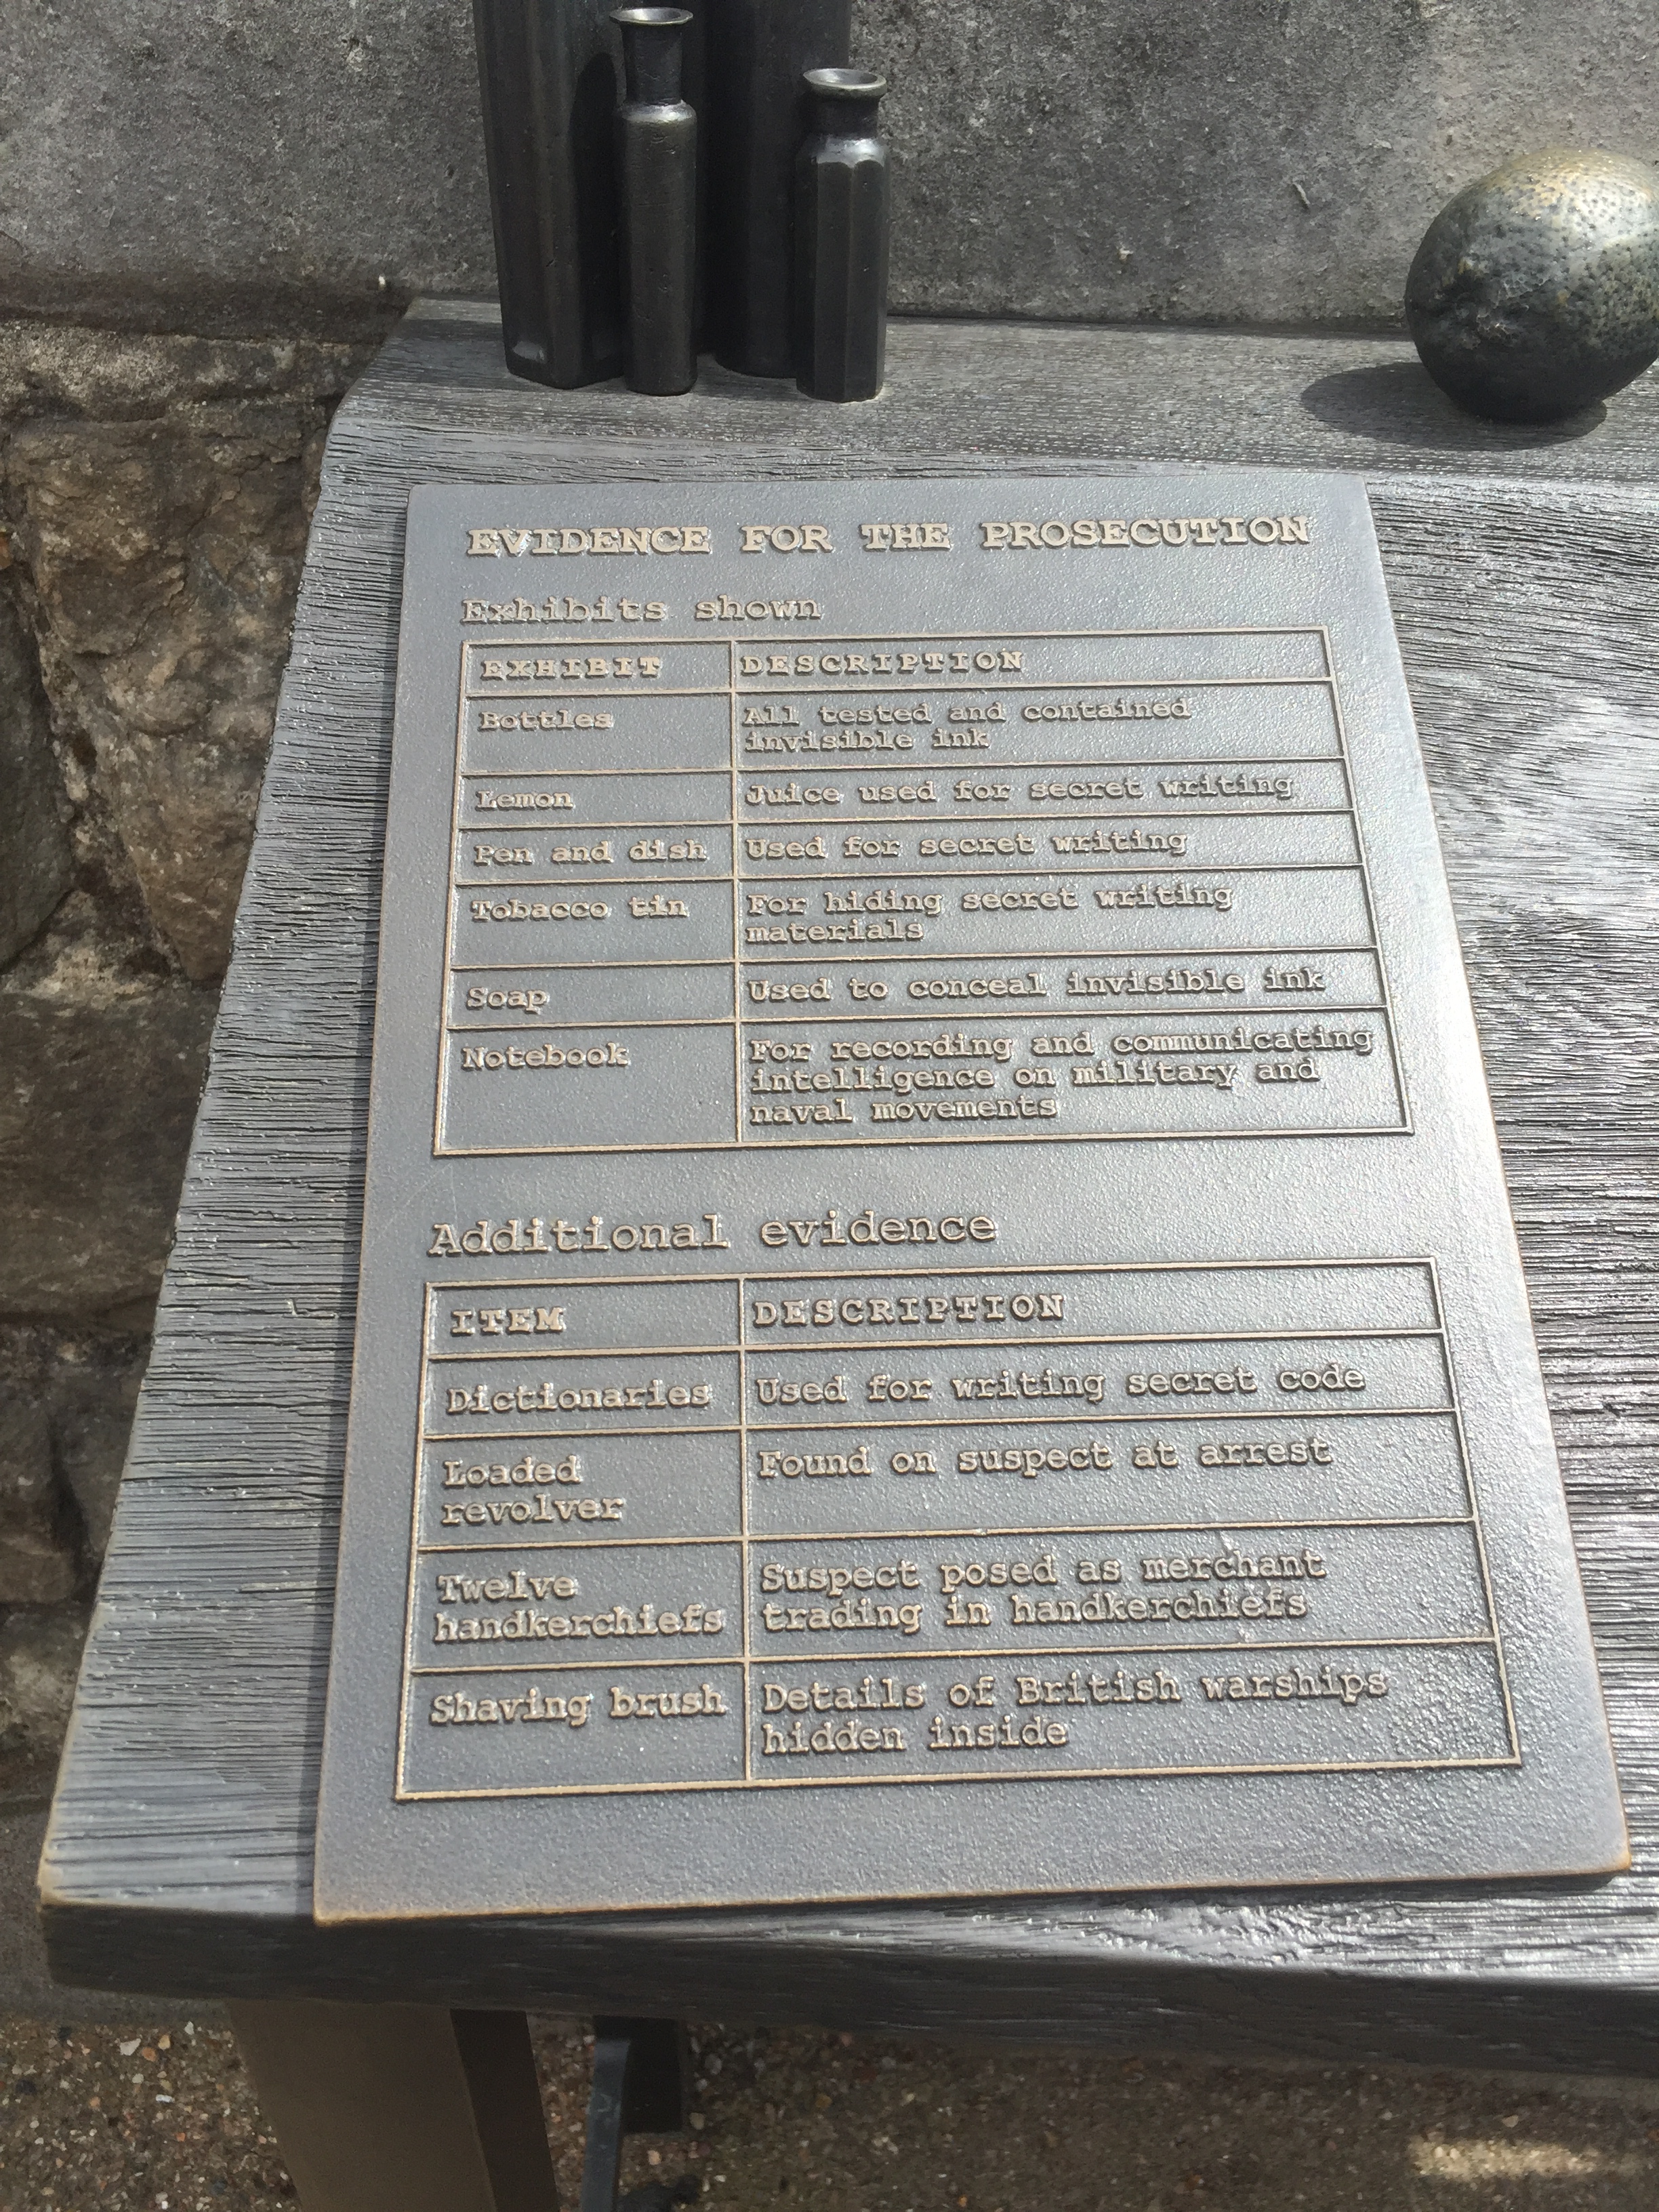 EVIDENCE FOR THE PROSECUTION
Exhibits shown
EXHIBIT DESCRIPTION
Bottles All tested and contained
invisible ink
Lemon Juice used for secret writing
Pen and dish Used for secret writing
Tobacco tin For hiding secret writing
materials
Soap Used to conceal invisible ink
Notebook For recording and communicating
intelligence on military and
naval movements
Additional evidence
ITEM DESCRIPTION
Dictionaries Used for writing secret code
Loaded Found on suspect at arrest
revolver
Twelve Suspect posed as merchant
handkerchiefs trading in handkerchiefs
Shaving brush Details of British warships
hidden inside